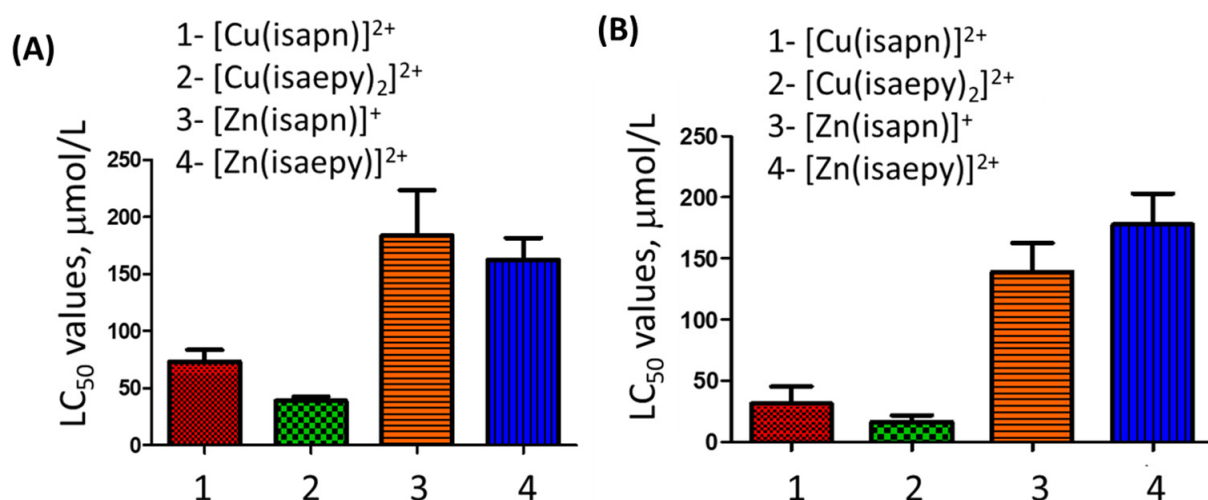 (A)
1- [Cu(isapn)]²⁺
2- [Cu(isaepy)₂]²⁺
3- [Zn(isapn)]⁺
4- [Zn(isaepy)]²⁺
LC₅₀ values, μmol/L
250
200
150
100
50
0
1 2 3 4
(B)
1- [Cu(isapn)]²⁺
2- [Cu(isaepy)₂]²⁺
3- [Zn(isapn)]⁺
4- [Zn(isaepy)]²⁺
LC₅₀ values, μmol/L
250
200
150
100
50
0
1 2 3 4